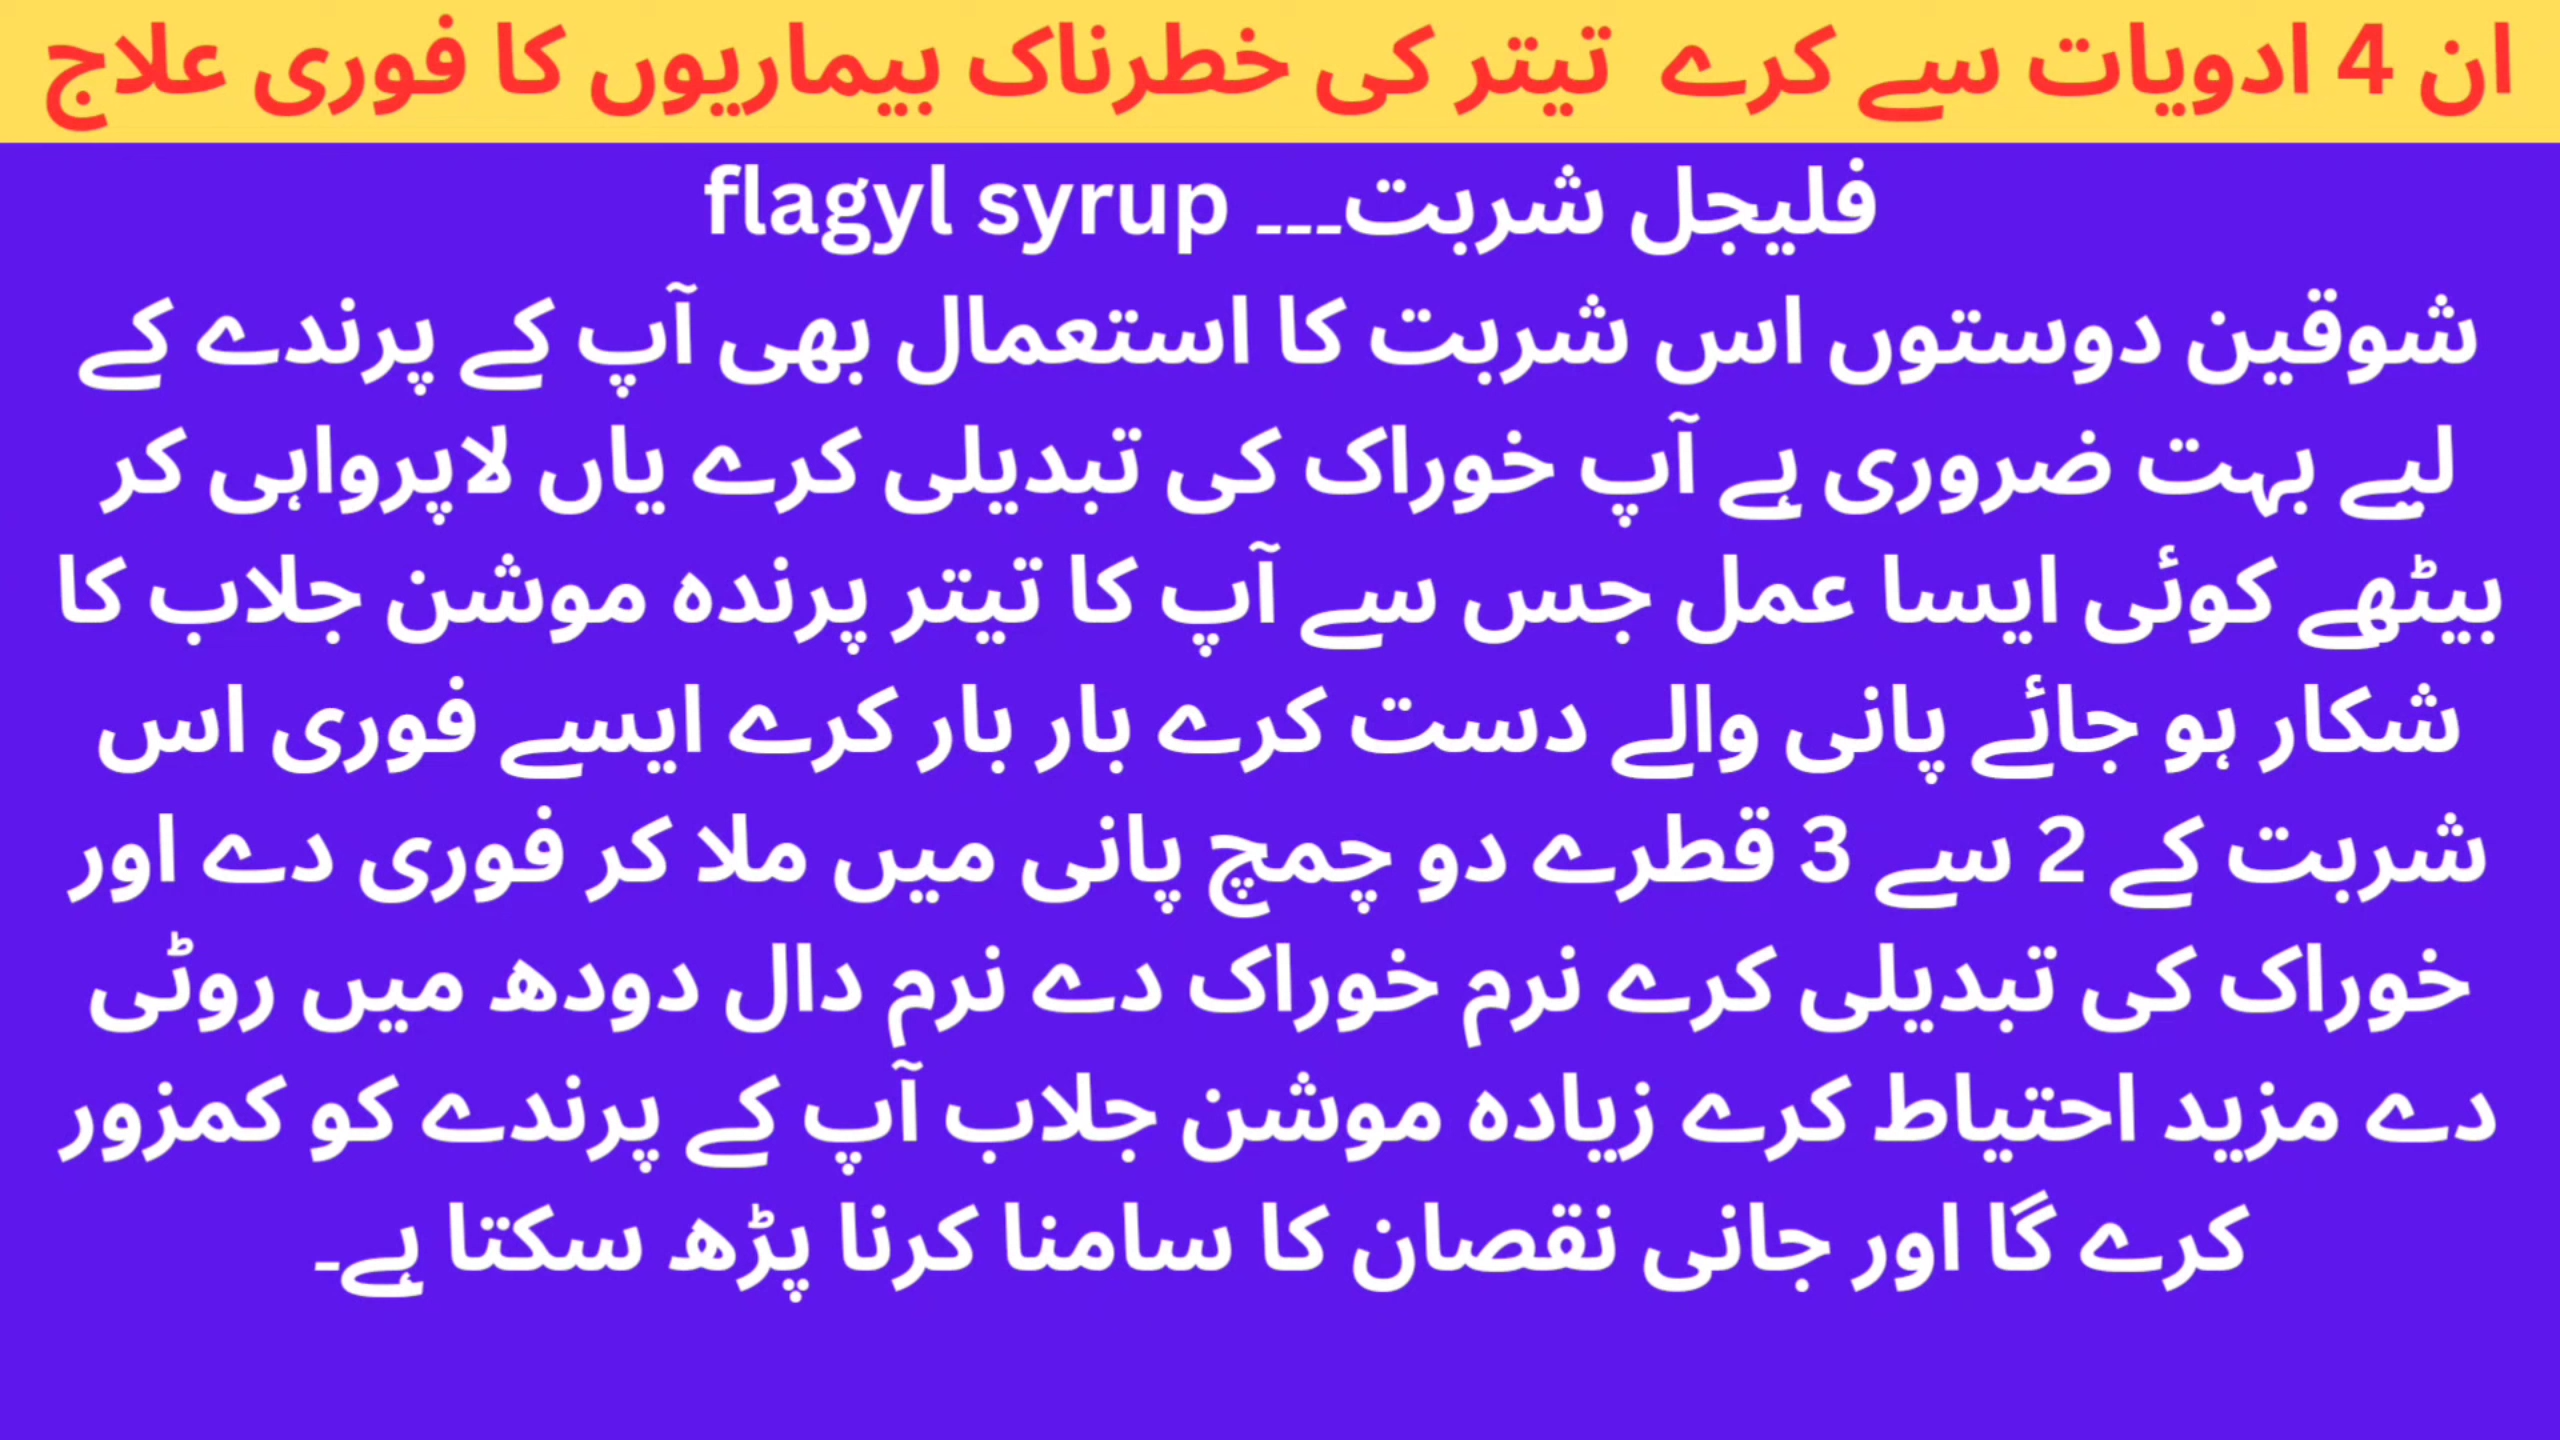 ان 4 ادویات سے کرے تیتر کی خطرناک بیماریوں کا فوری علاج
فلیجل شربت۔۔۔ flagyl syrup
شوقین دوستوں اس شربت کا استعمال بھی آپ کے پرندے کے
لیے بہت ضروری ہے آپ خوراک کی تبدیلی کرے یاں لاپرواہی کر
بیٹھے کوئی ایسا عمل جس سے آپ کا تیتر پرندہ موشن جلاب کا
شکار ہو جائے پانی والے دست کرے بار بار کرے ایسے فوری اس
شربت کے 2 سے 3 قطرے دو چمچ پانی میں ملا کر فوری دے اور
خوراک کی تبدیلی کرے نرم خوراک دے نرم دال دودھ میں روٹی
دے مزید احتیاط کرے زیادہ موشن جلاب آپ کے پرندے کو کمزور
کرے گا اور جانی نقصان کا سامنا کرنا پڑھ سکتا ہے۔